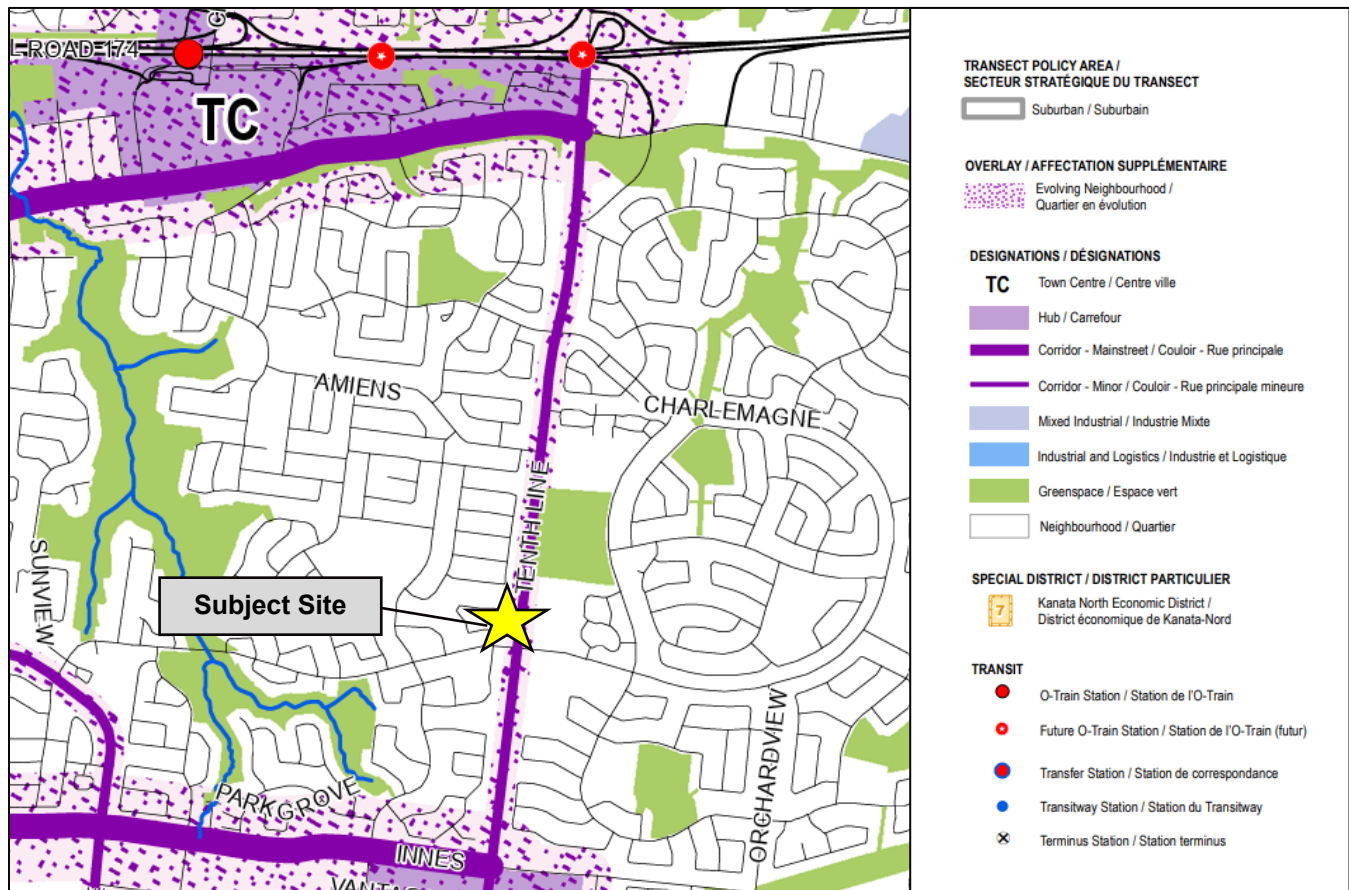 L ROAD 174
TC
AMIENS
CHARLEMAGNE
TENTH LINE
SUNVIEW
Subject Site
ORCHARDVIEW
PARKGROVE
INNES
TRANSECT POLICY AREA /
SECTEUR STRATÉGIQUE DU TRANSECT
Suburban / Suburbain
OVERLAY / AFFECTATION SUPPLÉMENTAIRE
Evolving Neighbourhood /
Quartier en évolution
DESIGNATIONS / DÉSIGNATIONS
TC Town Centre / Centre ville
Hub / Carrefour
Corridor - Mainstreet / Couloir - Rue principale
Corridor - Minor / Couloir - Rue principale mineure
Mixed Industrial / Industrie Mixte
Industrial and Logistics / Industrie et Logistique
Greenspace / Espace vert
Neighbourhood / Quartier
SPECIAL DISTRICT / DISTRICT PARTICULIER
7 Kanata North Economic District /
District économique de Kanata-Nord
TRANSIT
O-Train Station / Station de l'O-Train
Future O-Train Station / Station de l'O-Train (futur)
Transfer Station / Station de correspondance
Transitway Station / Station du Transitway
Terminus Station / Station terminus